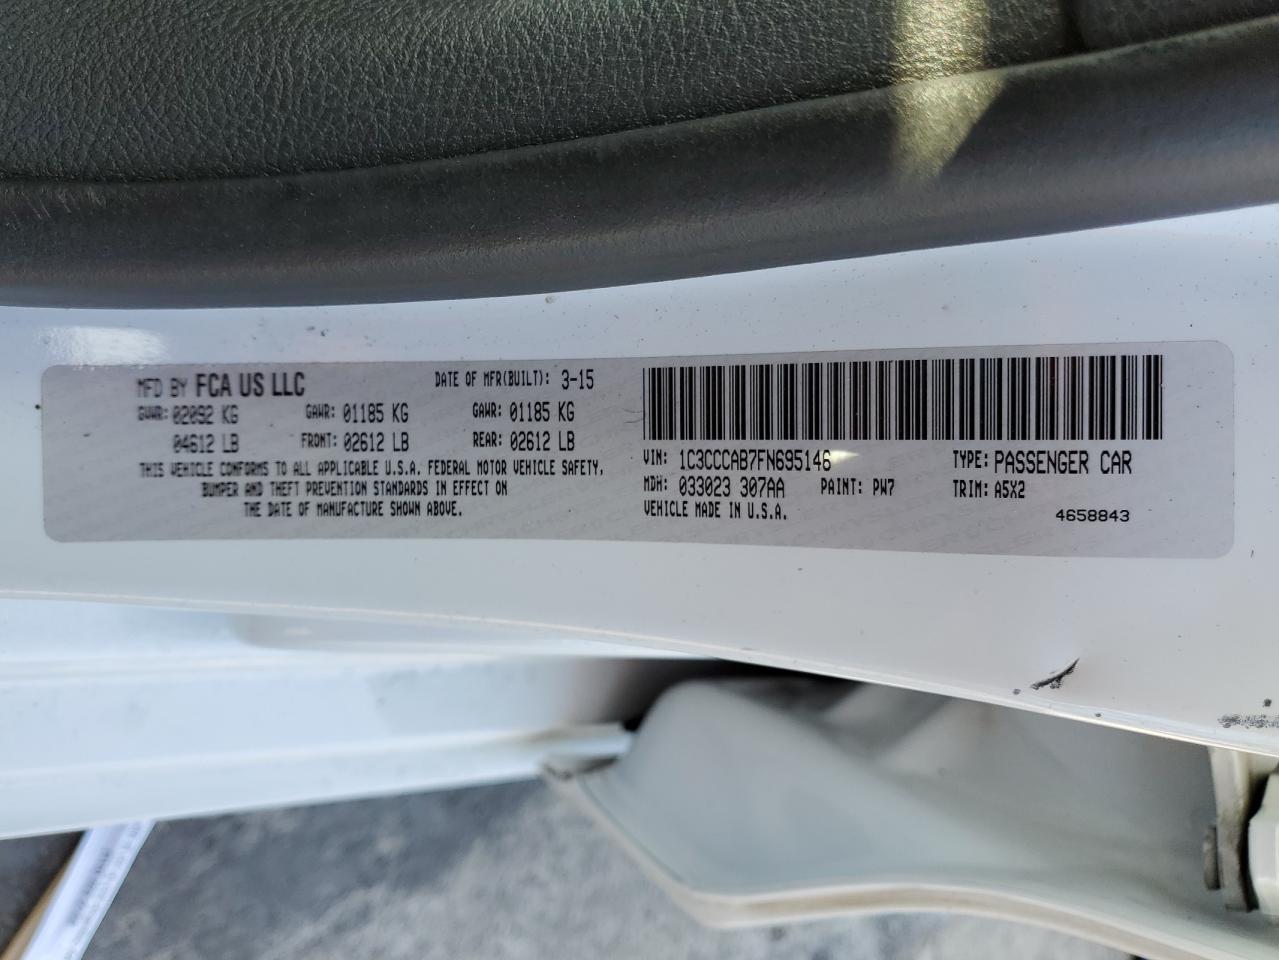 MFD BY FCA US LLC DATE OF MFR(BUILT): 3-15
GVWR: 02092 KG GAWR: 01185 KG GAWR: 01185 KG
04612 LB FRONT: 02612 LB REAR: 02612 LB
THIS VEHICLE CONFORMS TO ALL APPLICABLE U.S.A. FEDERAL MOTOR VEHICLE SAFETY,
BUMPER AND THEFT PREVENTION STANDARDS IN EFFECT ON
THE DATE OF MANUFACTURE SHOWN ABOVE.
VIN: 1C3CCCAB7FN695146 TYPE: PASSENGER CAR
MDH: 033023 307AA PAINT: PW7 TRIM: A5X2
VEHICLE MADE IN U.S.A.
4658843